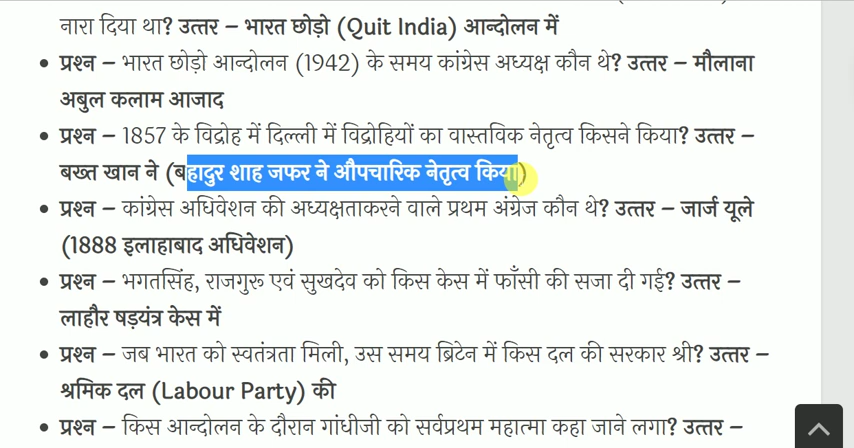 नारा दिया था? उत्तर – भारत छोड़ो (Quit India) आन्दोलन में
प्रश्न – भारत छोड़ो आन्दोलन (1942) के समय कांग्रेस अध्यक्ष कौन थे? उत्तर – मौलाना
अबुल कलाम आजाद
प्रश्न – 1857 के विद्रोह में दिल्ली में विद्रोहियों का वास्तविक नेतृत्व किसने किया? उत्तर –
बख्त खान ने (बहादुर शाह जफर ने औपचारिक नेतृत्व किया)
प्रश्न – कांग्रेस अधिवेशन की अध्यक्षताकरने वाले प्रथम अंग्रेज कौन थे? उत्तर – जार्ज यूले
(1888 इलाहाबाद अधिवेशन)
प्रश्न – भगतसिंह, राजगुरू एवं सुखदेव को किस केस में फाँसी की सजा दी गई? उत्तर –
लाहौर षड़यंत्र केस में
प्रश्न – जब भारत को स्वतंत्रता मिली, उस समय ब्रिटेन में किस दल की सरकार श्री? उत्तर –
श्रमिक दल (Labour Party) की
प्रश्न – किस आन्दोलन के दौरान गांधीजी को सर्वप्रथम महात्मा कहा जाने लगा? उत्तर –